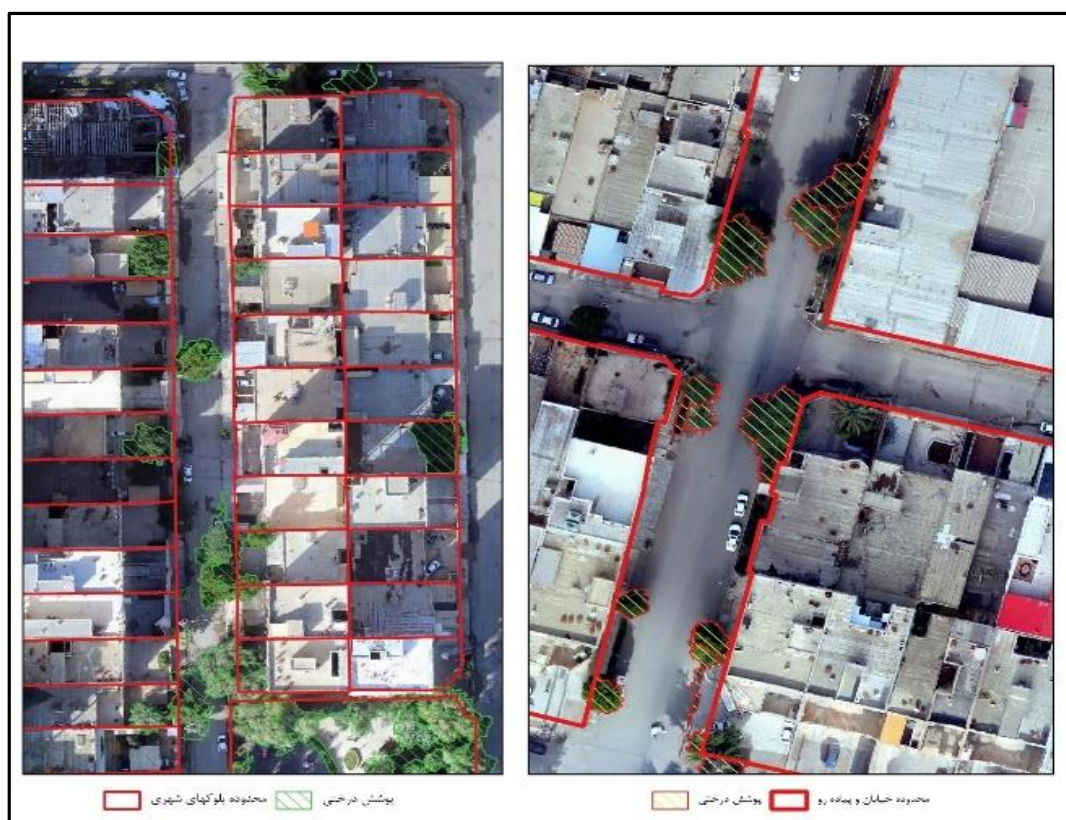 محدوده خیابان و پیاده رو
پوشش درختی
پوشش درختی
محدوده بلوکهای شهری